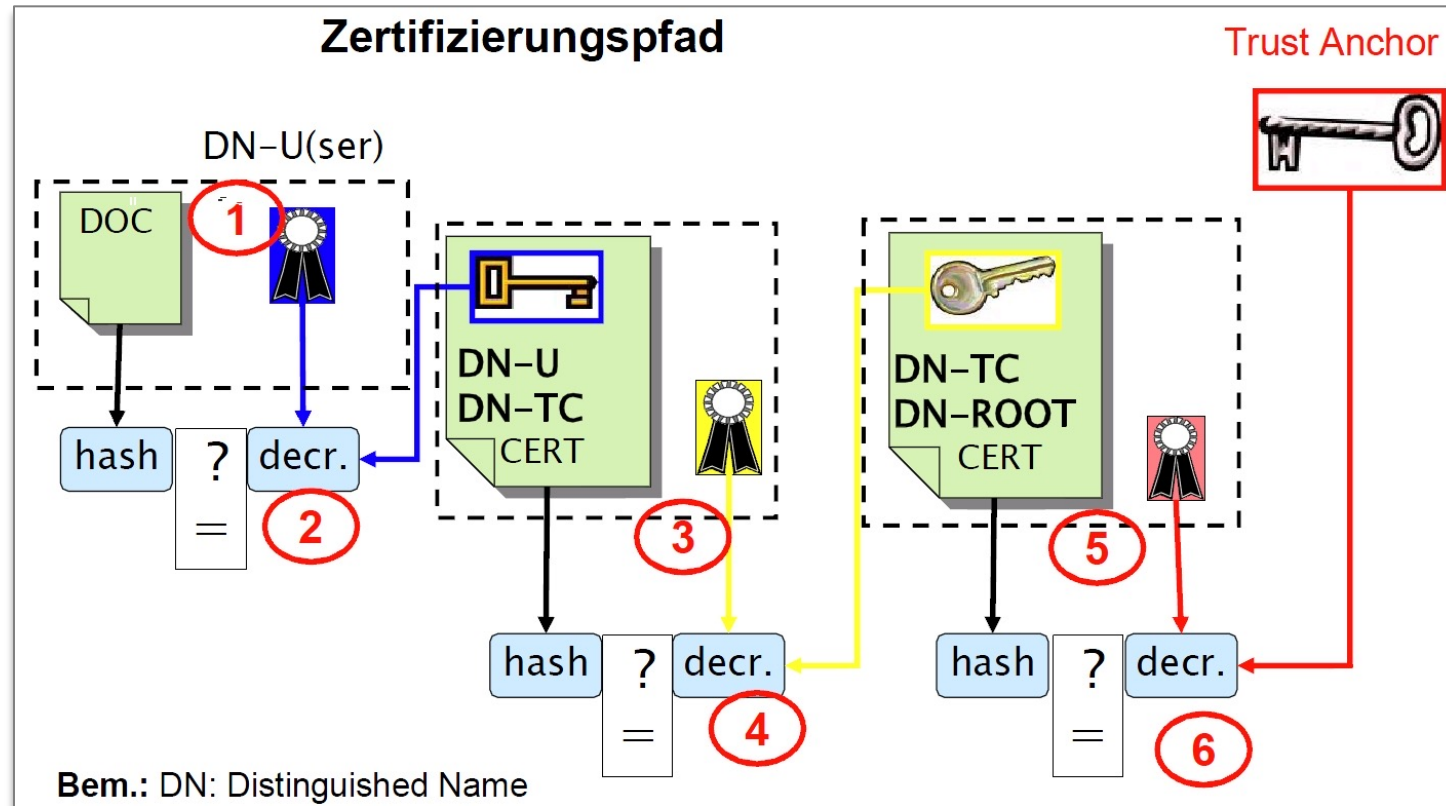 Zertifizierungspfad
Trust Anchor
DN-U(ser)
DOC
1
DN-U
DN-TC
CERT
DN-TC
DN-ROOT
CERT
hash
?
=
decr.
2
3
5
hash
?
=
decr.
4
hash
?
=
decr.
6
Bem.: DN: Distinguished Name